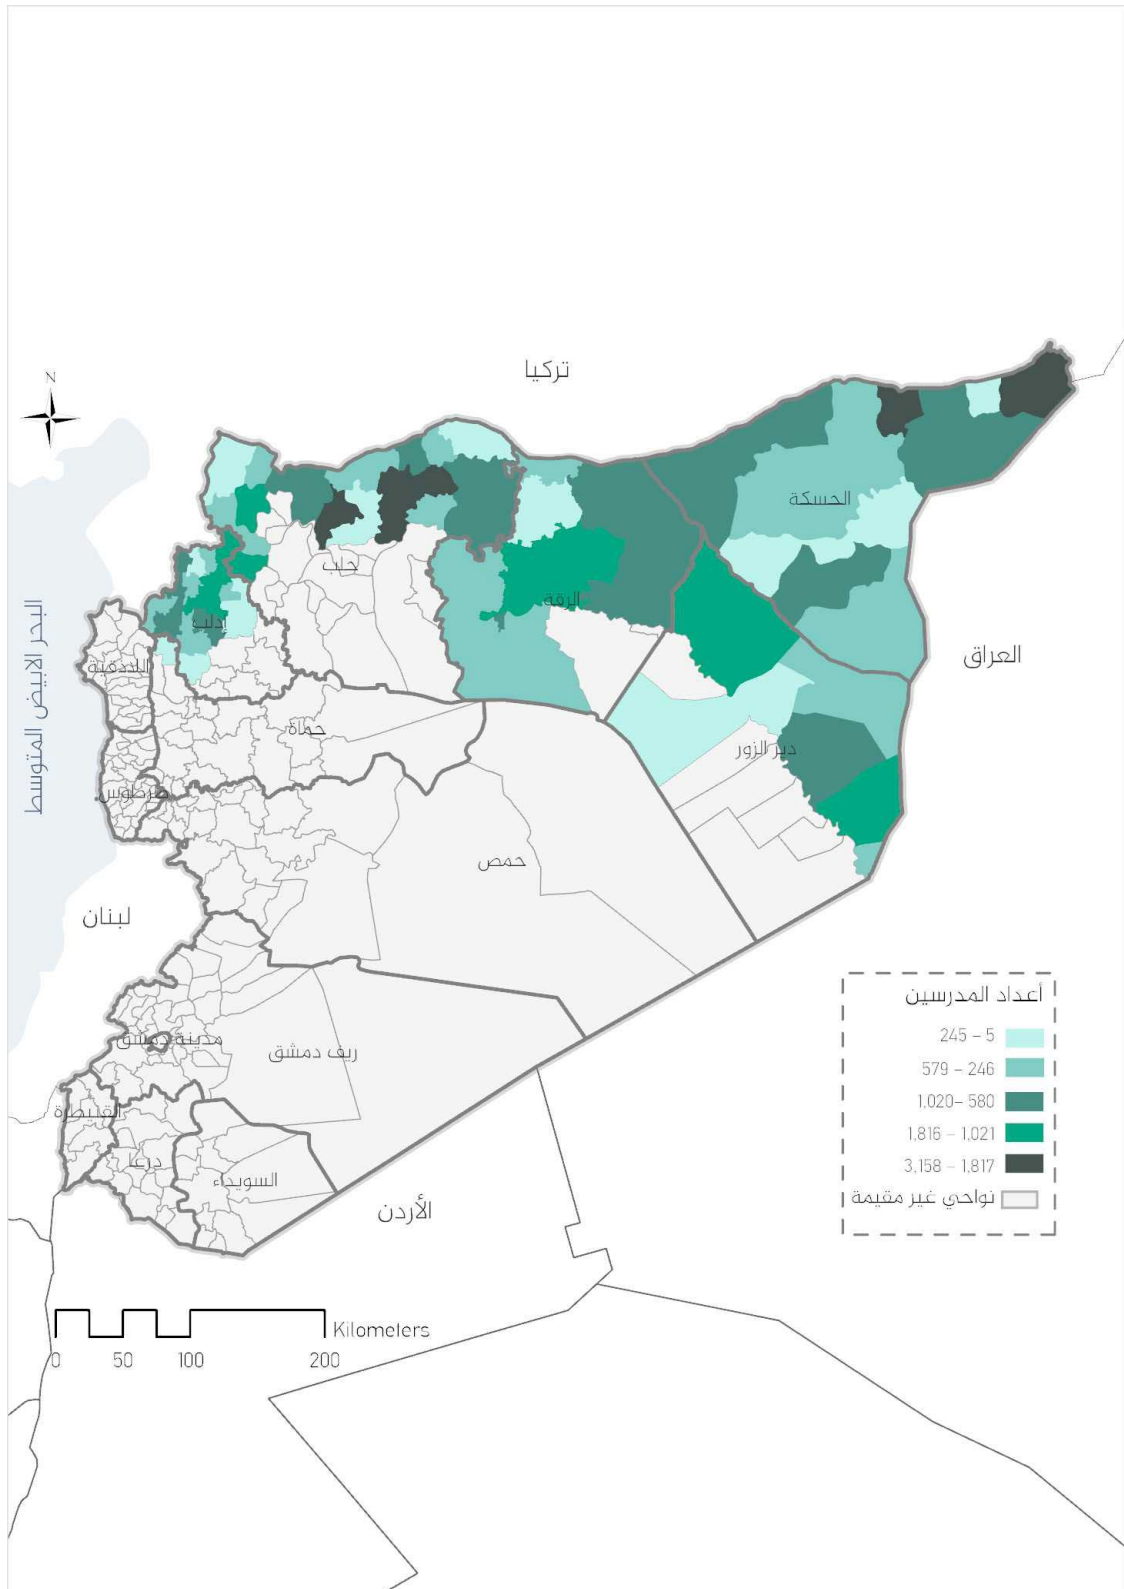 تركيا
N
الحسكة
حلب
إدلب
الرقة
العراق
اللاذقية
البحر الابيض المتوسط
حماة
دير الزور
طرطوس
حمص
لبنان
مدينة دمشق
ريف دمشق
القنيطرة
درعا
السويداء
الأردن
أعداد المدرسين
245 – 5
579 – 246
1,020– 580
1,816 – 1,021
3,158 – 1,817
نواحي غير مقيمة
Kilometers
0 50 100 200